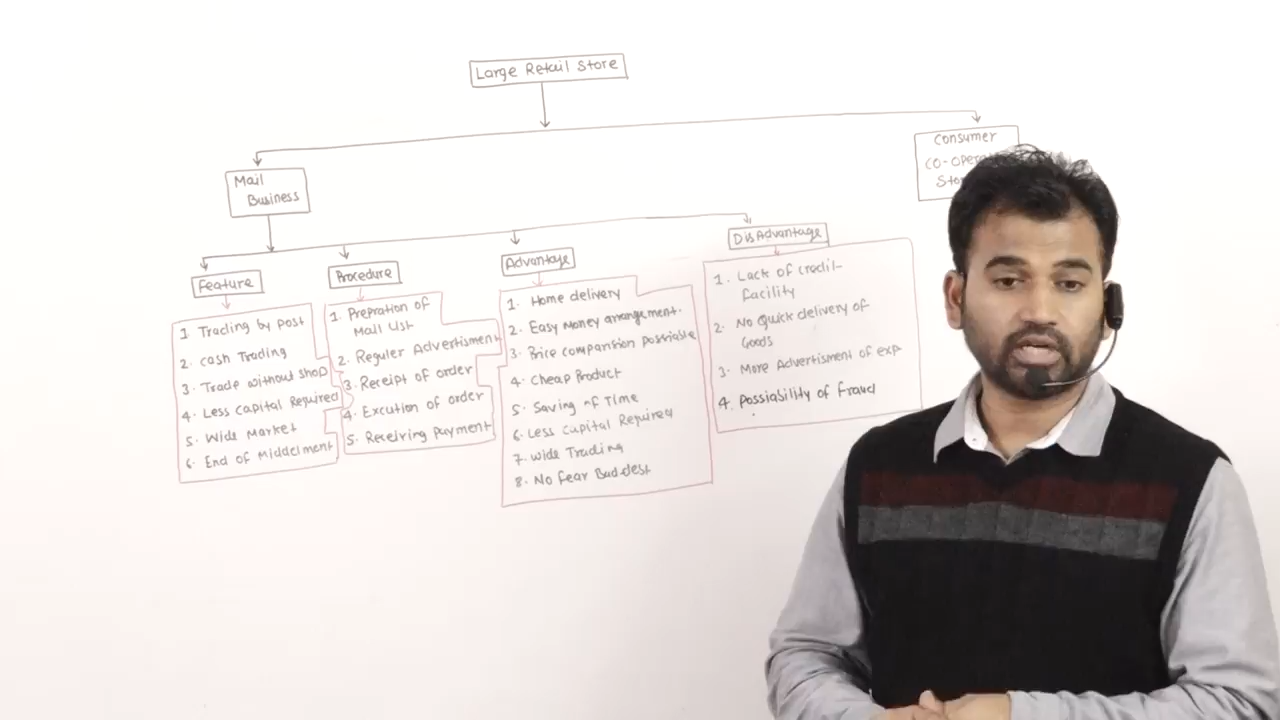 Large Retail Store
Consumer
Mail
Business
DisAdvantage
Advantage
Procedure
Feature
1. Trading by post
2. Cash Trading
3. Trade without shop
4. Less Capital Required
5. Wide Market
6. End of Middelment
1. Prepration of
Mail List
2. Reguler Advertisment
3. Receipt of order
4. Excution of order
5. Receiving payment
1. Home delivery
2. Easy Money arrangement.
3. Price comparition possiable
4. Cheap Product
5. Saving of Time
6. Less Capital Required
7. Wide Trading
8. No Fear Bad-dest
1. Lack of credit-
Facility
2. No Quick delivery of
Goods
3. More Advertisment of exp
4. Possiability of Fraud